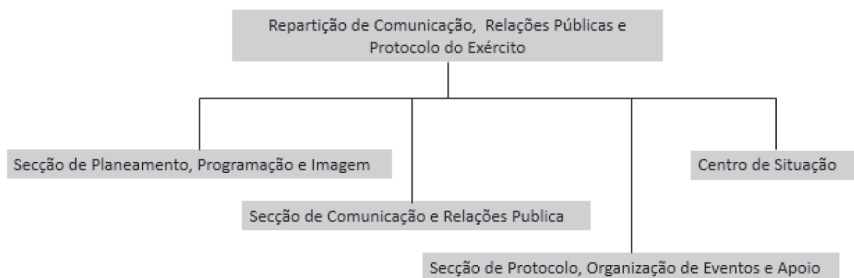 Repartição de Comunicação, Relações Públicas e
Protocolo do Exército
Secção de Planeamento, Programação e Imagem
Centro de Situação
Secção de Comunicação e Relações Publica
Secção de Protocolo, Organização de Eventos e Apoio